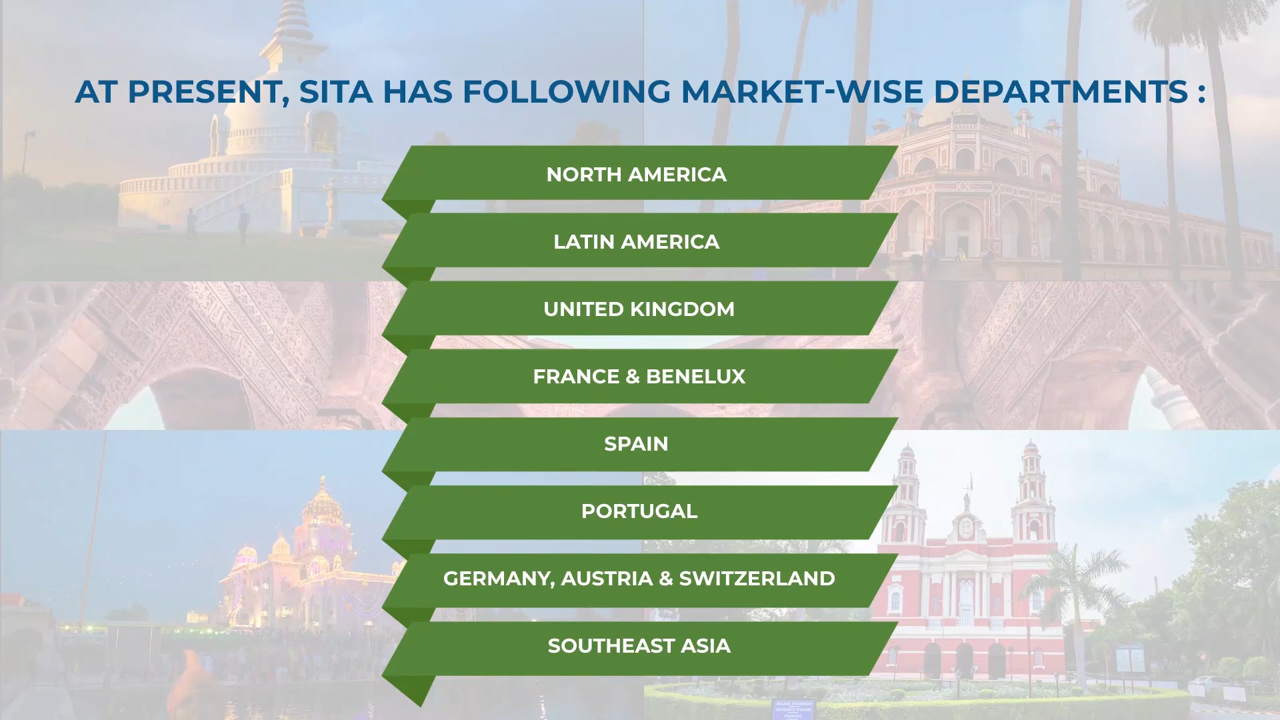 AT PRESENT, SITA HAS FOLLOWING MARKET-WISE DEPARTMENTS :
NORTH AMERICA
LATIN AMERICA
UNITED KINGDOM
FRANCE & BENELUX
SPAIN
PORTUGAL
GERMANY, AUSTRIA & SWITZERLAND
SOUTHEAST ASIA